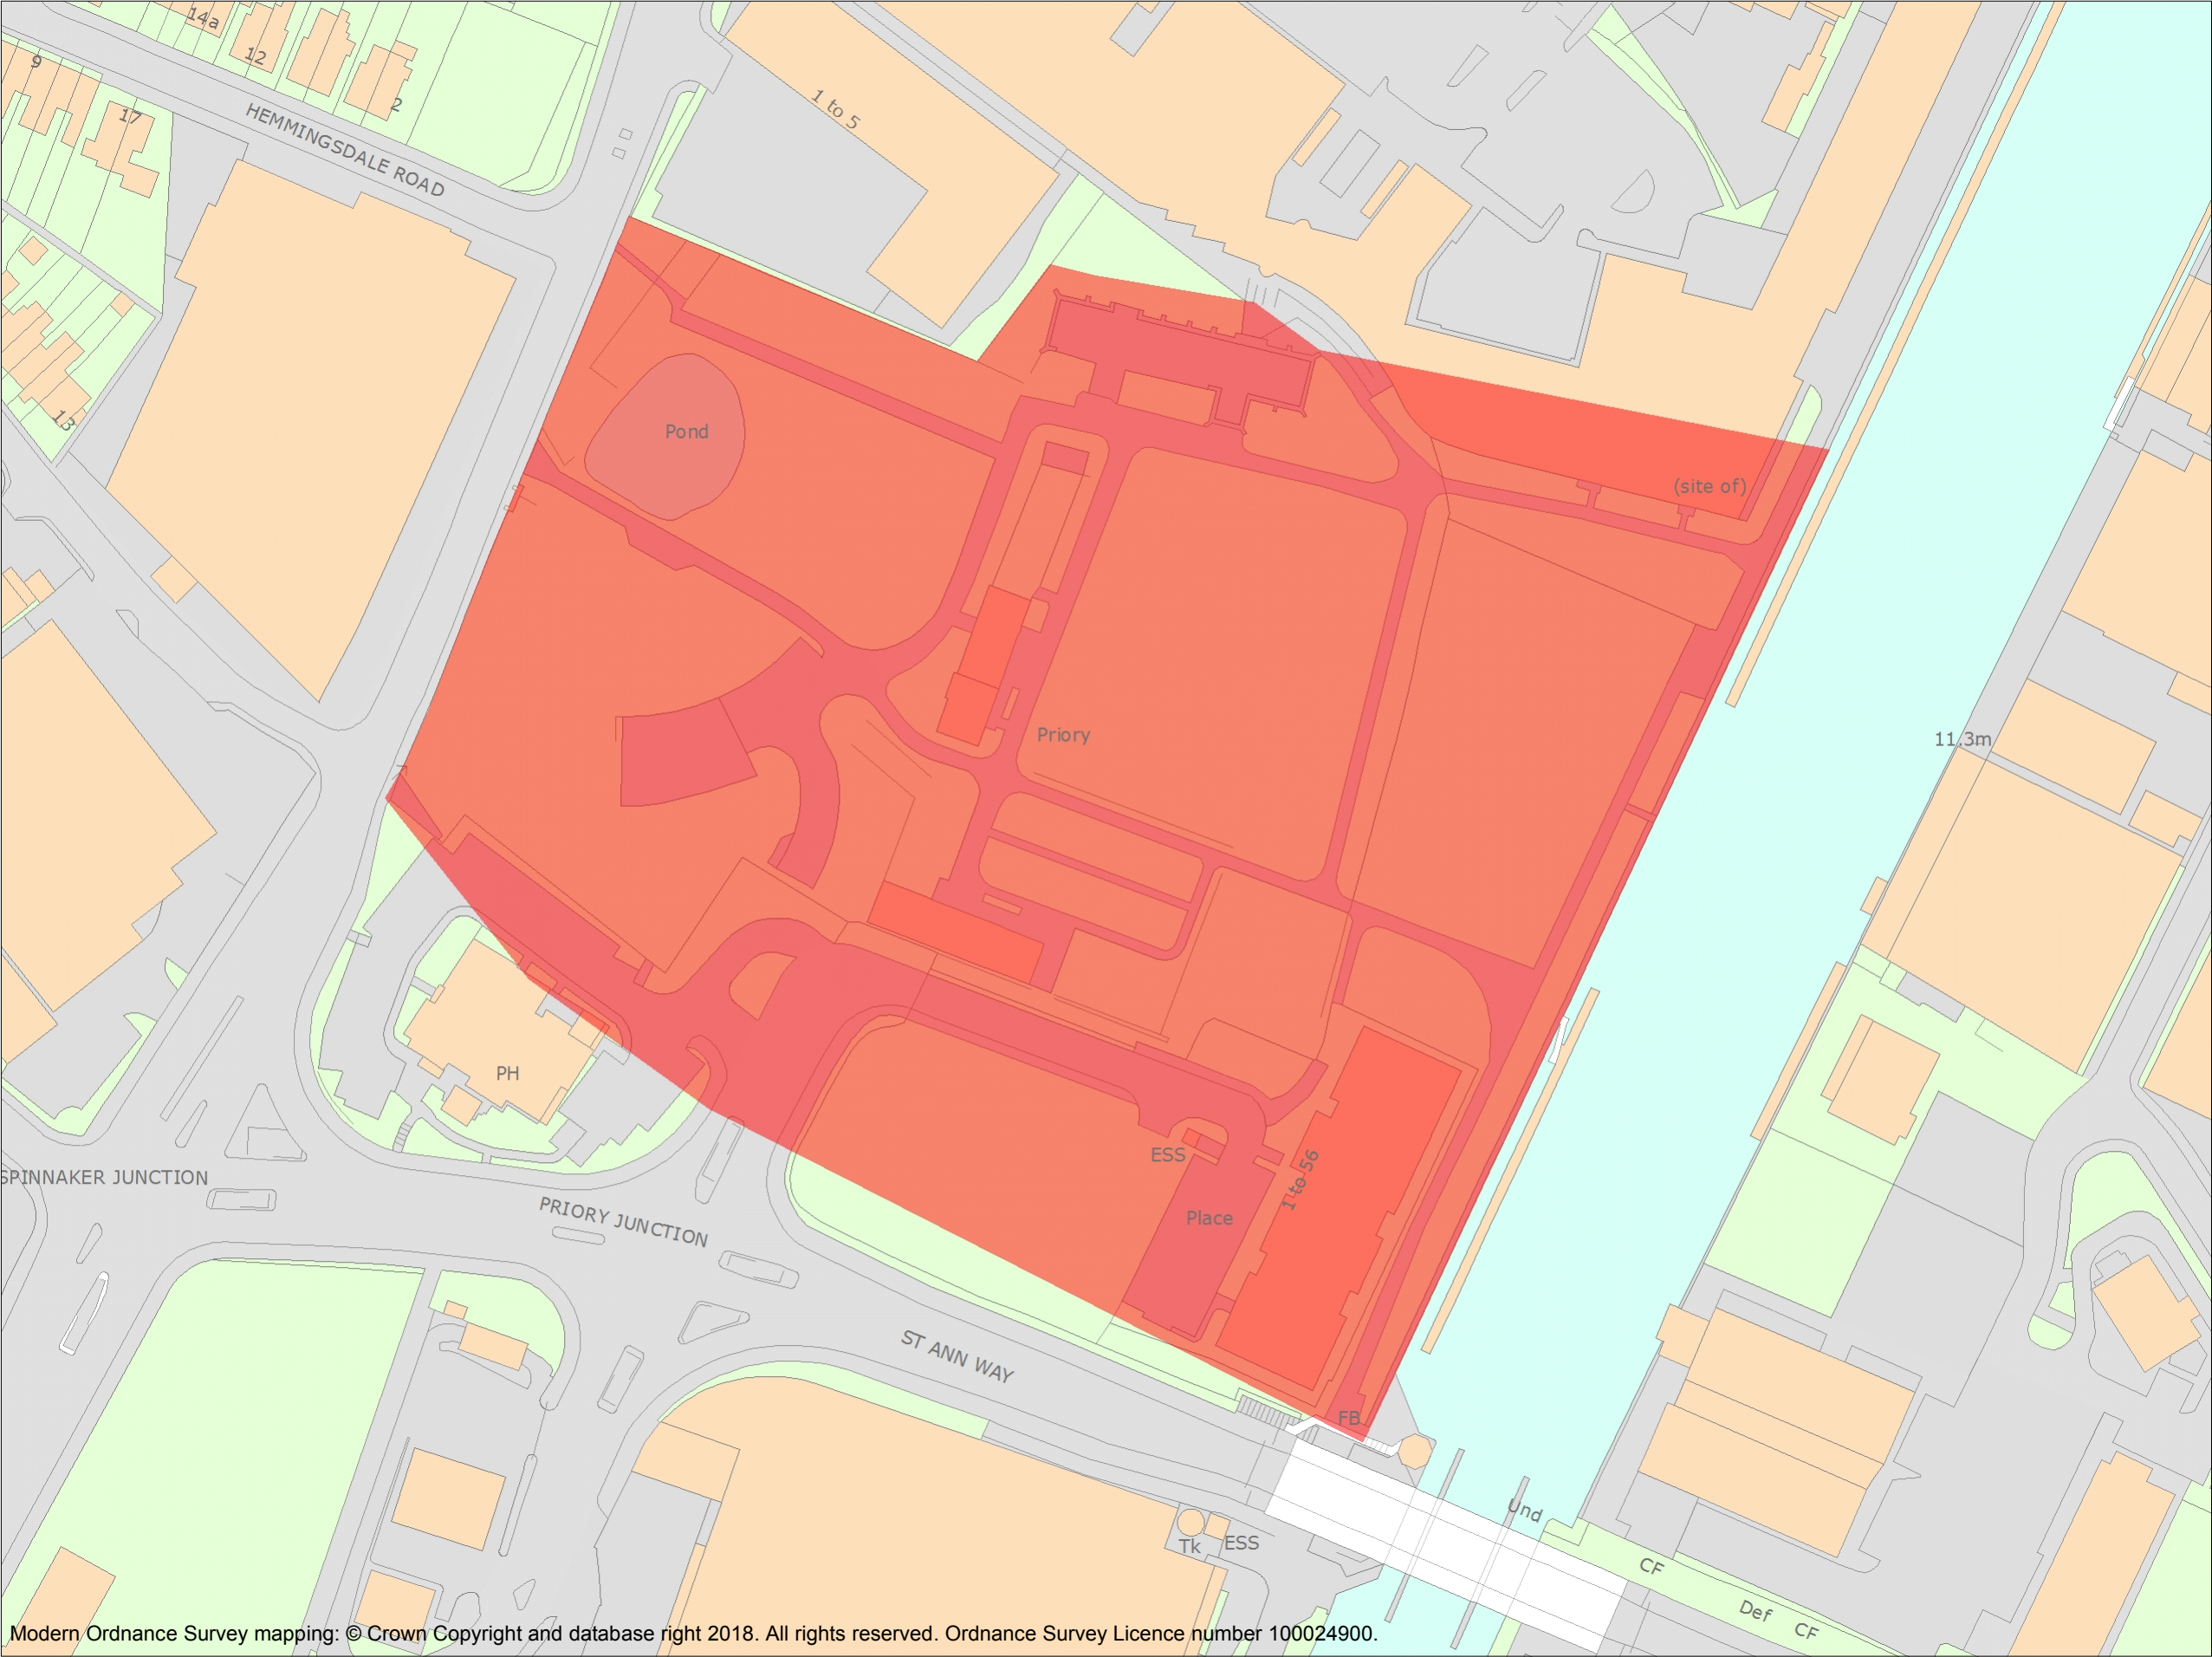 14a
12
9
2
17
HEMMINGSDALE ROAD
1 to 5
13
Pond
(site of)
Priory
11.3m
PH
ESS
1 to 56
SPINNAKER JUNCTION
PRIORY JUNCTION
Place
ST ANN WAY
FB
Und
Tk
ESS
CF
Def
CF
Modern Ordnance Survey mapping: © Crown Copyright and database right 2018. All rights reserved. Ordnance Survey Licence number 100024900.